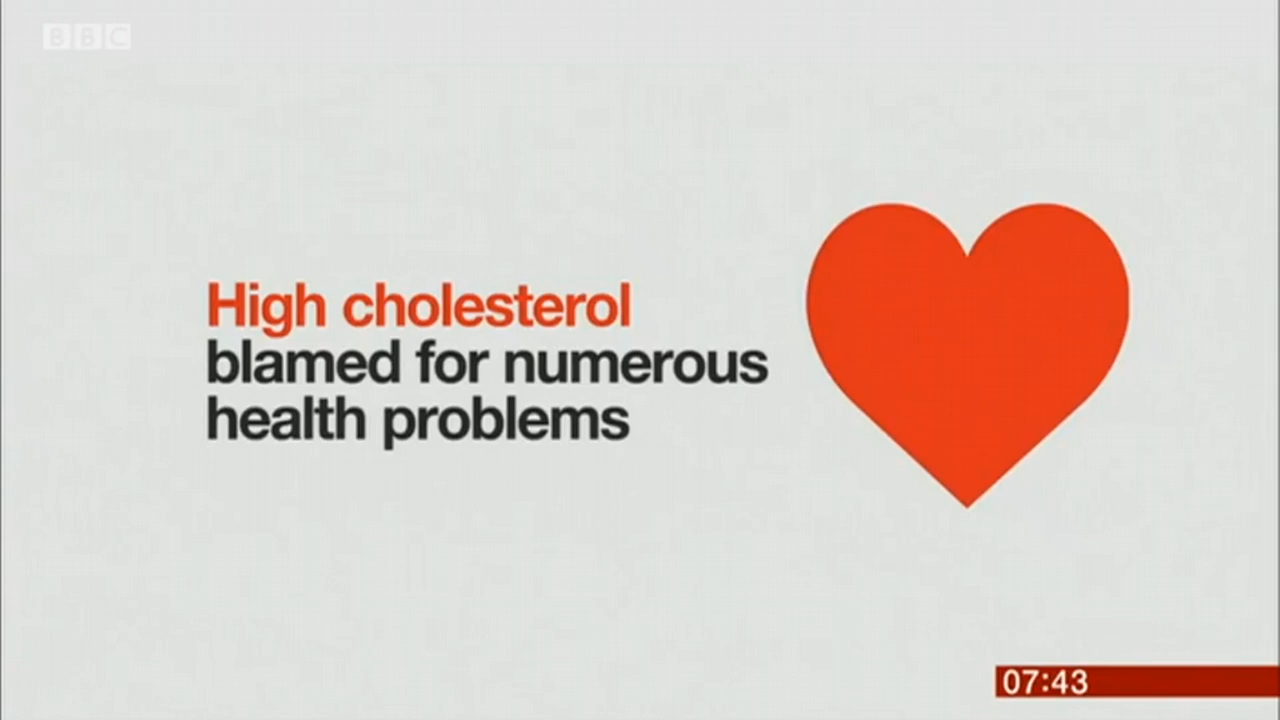 BBC
High cholesterol
blamed for numerous
health problems
07:43